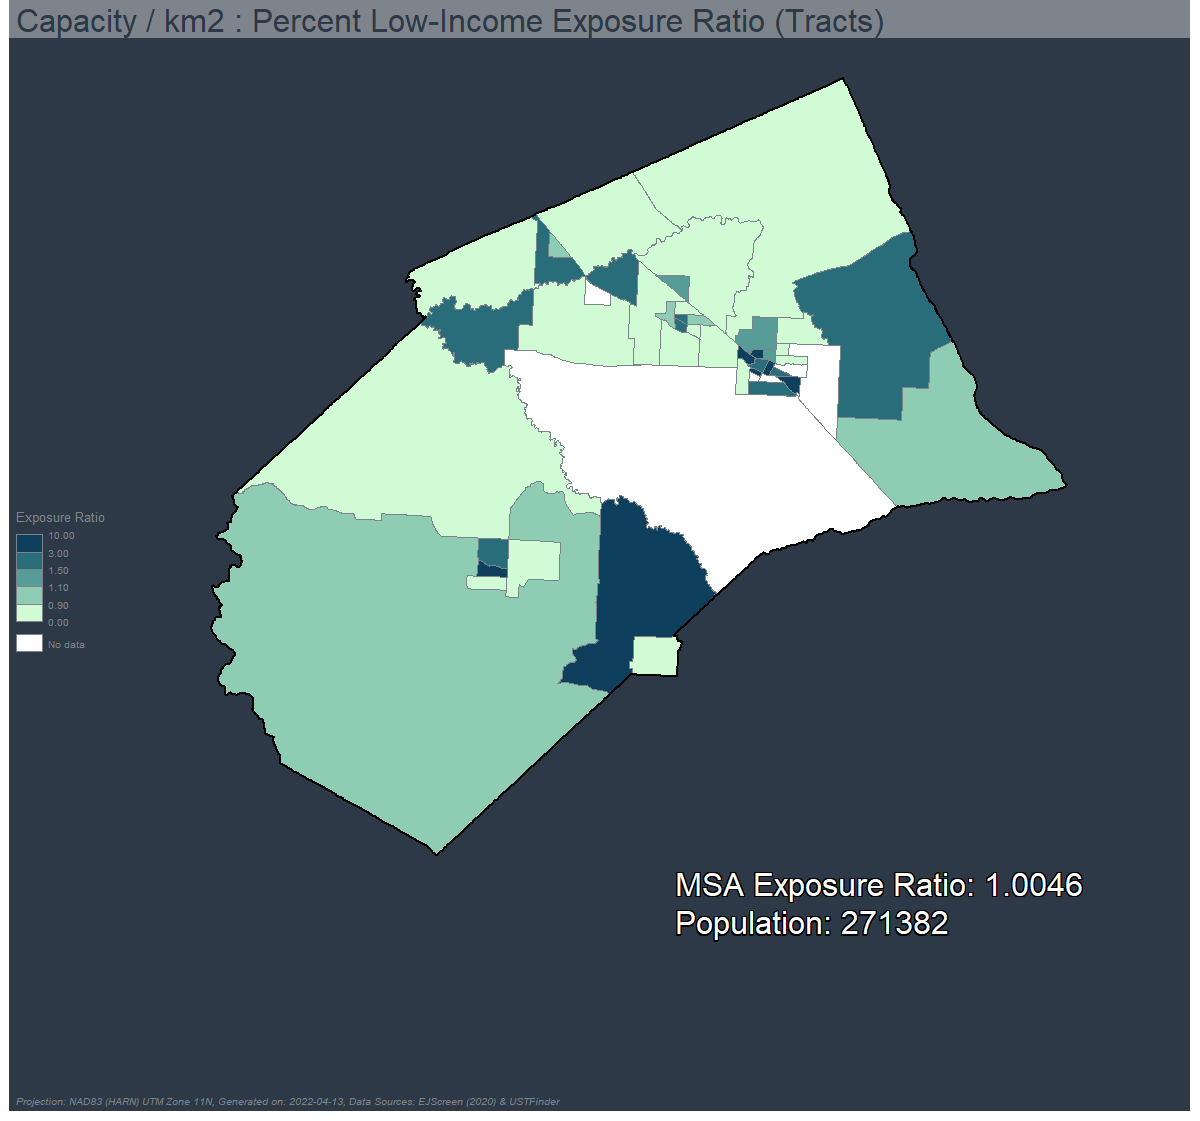 Capacity / km2 : Percent Low-Income Exposure Ratio (Tracts)
Exposure Ratio
10.00
3.00
1.50
1.10
0.90
0.00
No data
MSA Exposure Ratio: 1.0046
Population: 271382
Projection: NAD83 (HARN) UTM Zone 11N, Generated on: 2022-04-13, Data Sources: EJScreen (2020) & USTFinder